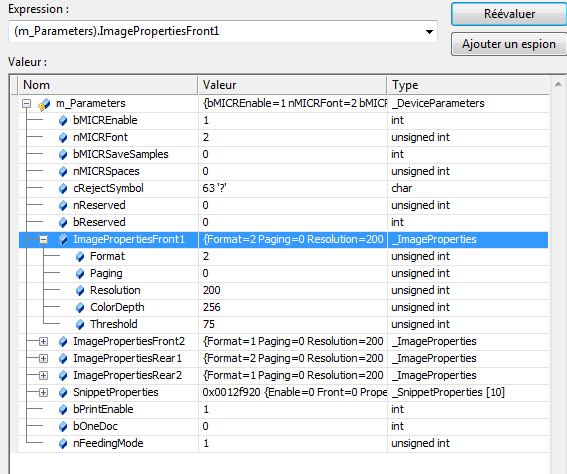 Expression :
Réévaluer
(m_Parameters).ImagePropertiesFront1
Ajouter un espion
Valeur :
Nom Valeur Type
m_Parameters {bMICREnable=1 nMICRFont=2 bMICR _DeviceParameters
bMICREnable 1 int
nMICRFont 2 unsigned int
bMICRSaveSamples 0 int
nMICRSpaces 0 unsigned int
cRejectSymbol 63 '?' char
nReserved 0 unsigned int
bReserved 0 int
ImagePropertiesFront1 {Format=2 Paging=0 Resolution=200 _ImageProperties
Format 2 unsigned int
Paging 0 unsigned int
Resolution 200 unsigned int
ColorDepth 256 unsigned int
Threshold 75 unsigned int
ImagePropertiesFront2 {Format=1 Paging=0 Resolution=200 _ImageProperties
ImagePropertiesRear1 {Format=2 Paging=0 Resolution=200 _ImageProperties
ImagePropertiesRear2 {Format=1 Paging=0 Resolution=200 _ImageProperties
SnippetProperties 0x0012f920 {Enable=0 Front=0 Prope _SnippetProperties [10]
bPrintEnable 1 int
bOneDoc 0 int
nFeedingMode 1 unsigned int